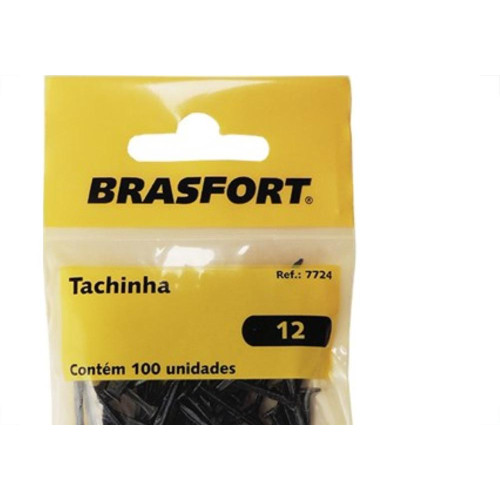 BRASFORT®
Ref.: 7724
Tachinha
12
Contém 100 unidades